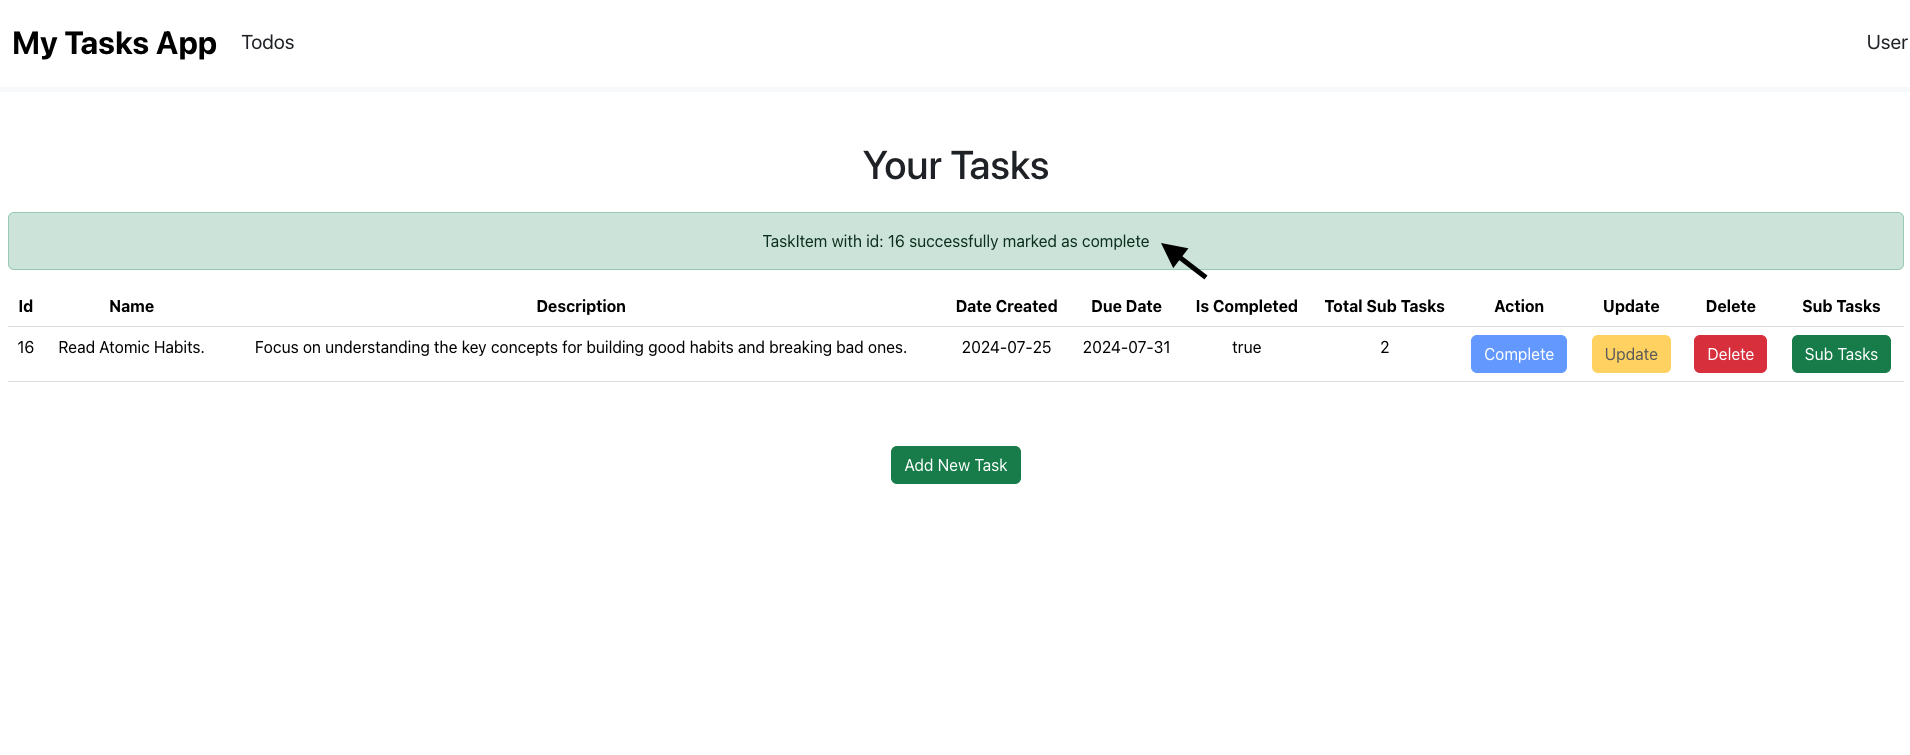 My Tasks App Todos User
Your Tasks
TaskItem with id: 16 successfully marked as complete
Id Name Description Date Created Due Date Is Completed Total Sub Tasks Action Update Delete Sub Tasks
16 Read Atomic Habits. Focus on understanding the key concepts for building good habits and breaking bad ones. 2024-07-25 2024-07-31 true 2 Complete Update Delete Sub Tasks
Add New Task